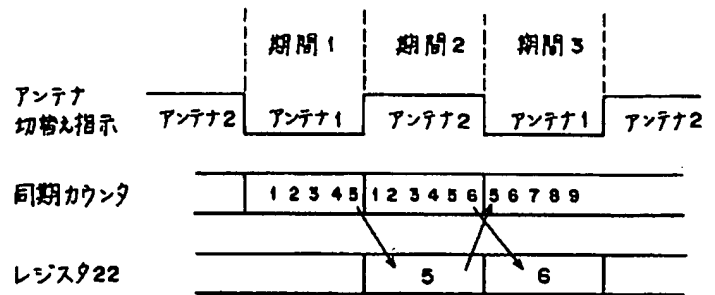 期間1 期間2 期間3
アンテナ
切替え指示
アンテナ2 アンテナ1 アンテナ2 アンテナ1 アンテナ2
同期カウンタ 1 2 3 4 5 1 2 3 4 5 6 5 6 7 8 9
レジスタ22 5 6